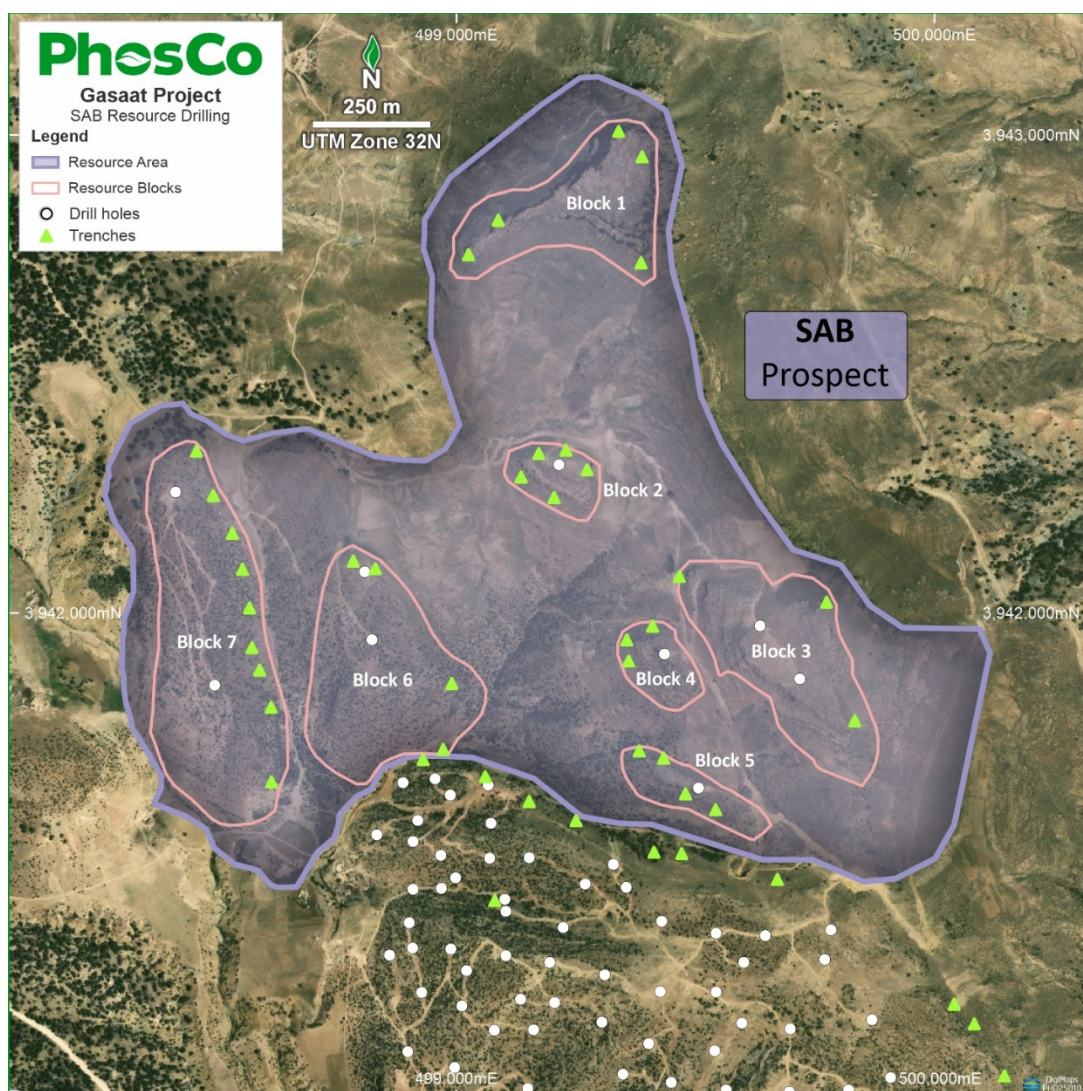 PhosCo
Gasaat Project
SAB Resource Drilling
Legend
Resource Area
Resource Blocks
Drill holes
Trenches
N
250 m
UTM Zone 32N
499,000mE
500,000mE
3,943,000mN
Block 1
SAB
Prospect
Block 2
3,942,000mN
3,942,000mN
Block 7
Block 6
Block 4
Block 3
Block 5
499,000mE
500,000mE
DigiMaps